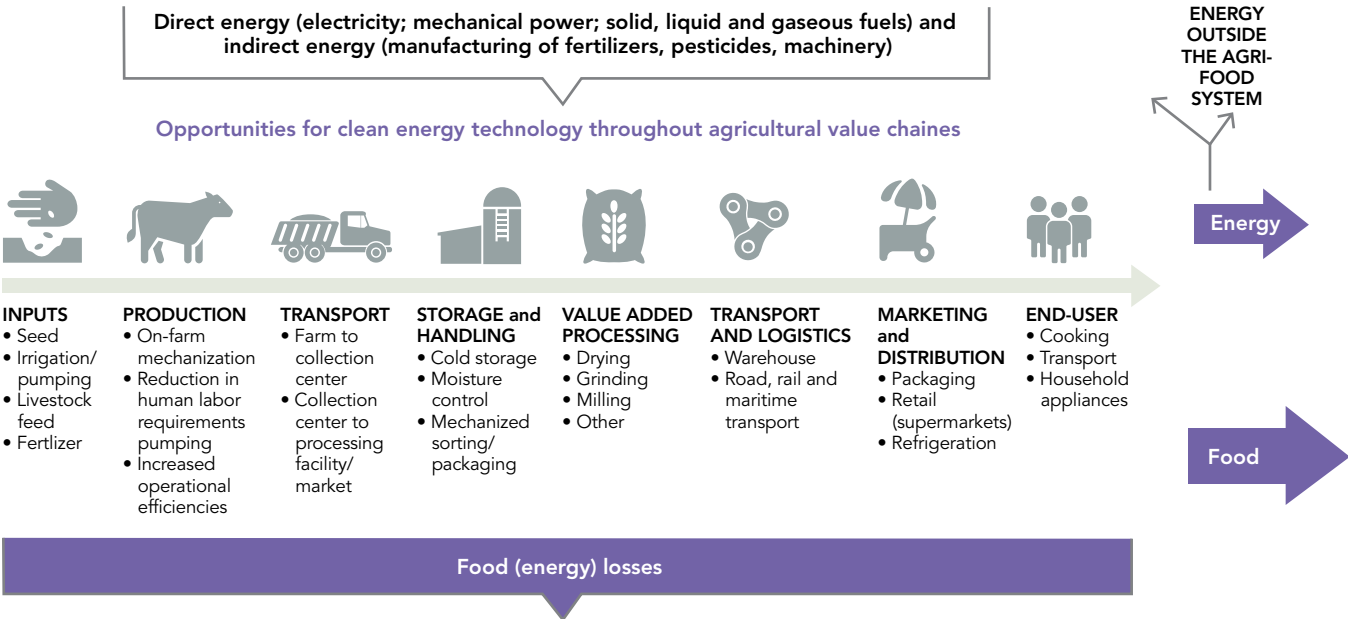 Direct energy (electricity; mechanical power; solid, liquid and gaseous fuels) and
indirect energy (manufacturing of fertilizers, pesticides, machinery)
ENERGY
OUTSIDE
THE AGRI-
FOOD
SYSTEM
Opportunities for clean energy technology throughout agricultural value chaines
Energy
INPUTS
• Seed
• Irrigation/
pumping
• Livestock
feed
• Fertlizer
PRODUCTION
• On-farm
mechanization
• Reduction in
human labor
requirements
pumping
• Increased
operational
efficiencies
TRANSPORT
• Farm to
collection
center
• Collection
center to
processing
facility/
market
STORAGE and
HANDLING
• Cold storage
• Moisture
control
• Mechanized
sorting/
packaging
VALUE ADDED
PROCESSING
• Drying
• Grinding
• Milling
• Other
TRANSPORT
AND LOGISTICS
• Warehouse
• Road, rail and
maritime
transport
MARKETING
and
DISTRIBUTION
• Packaging
• Retail
(supermarkets)
• Refrigeration
END-USER
• Cooking
• Transport
• Household
appliances
Food
Food (energy) losses